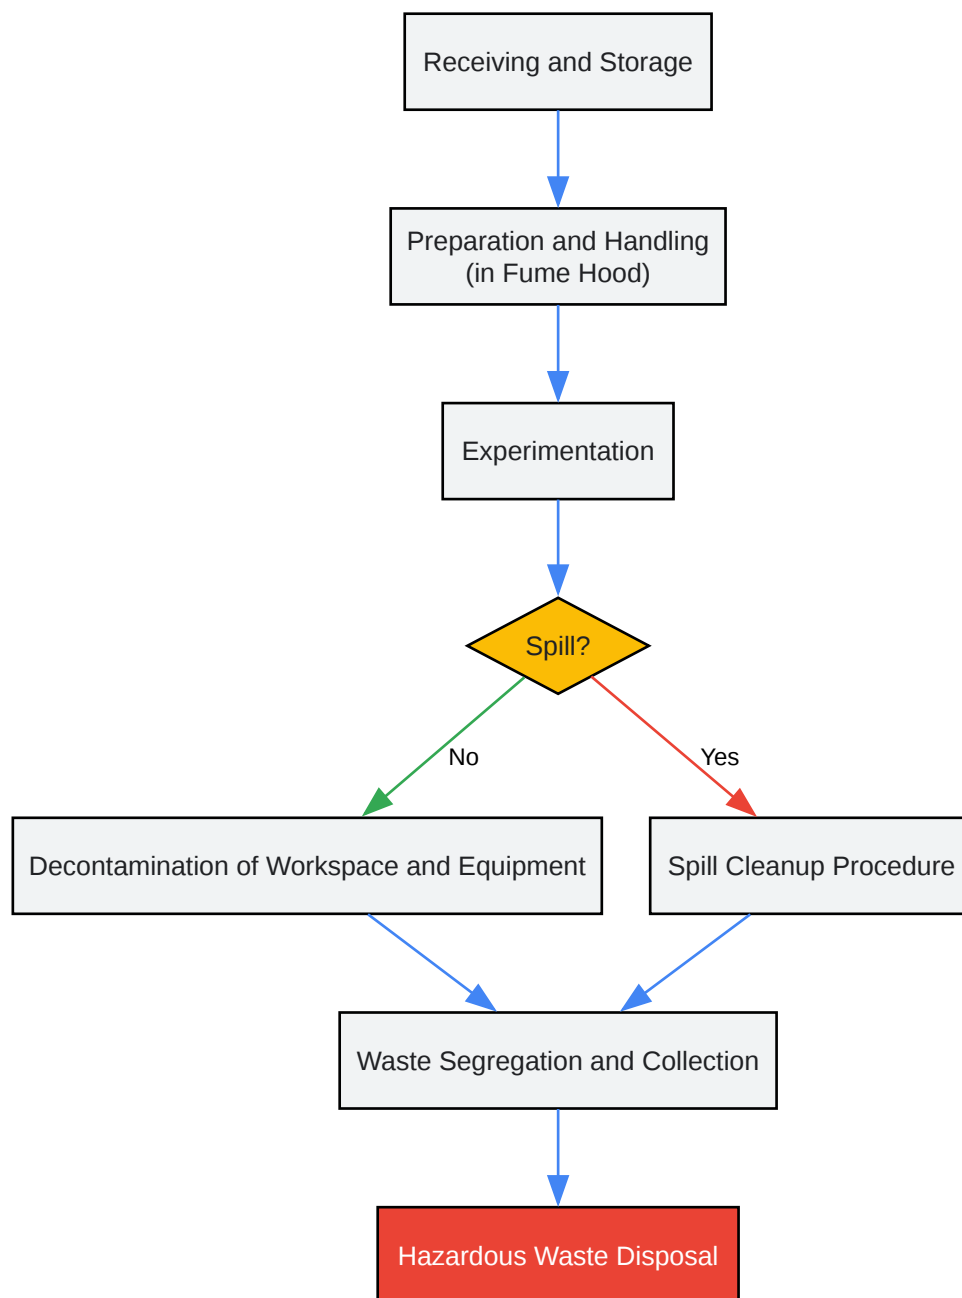 Receiving and Storage
Preparation and Handling
(in Fume Hood)
Experimentation
Spill?
No
Yes
Decontamination of Workspace and Equipment
Spill Cleanup Procedure
Waste Segregation and Collection
Hazardous Waste Disposal